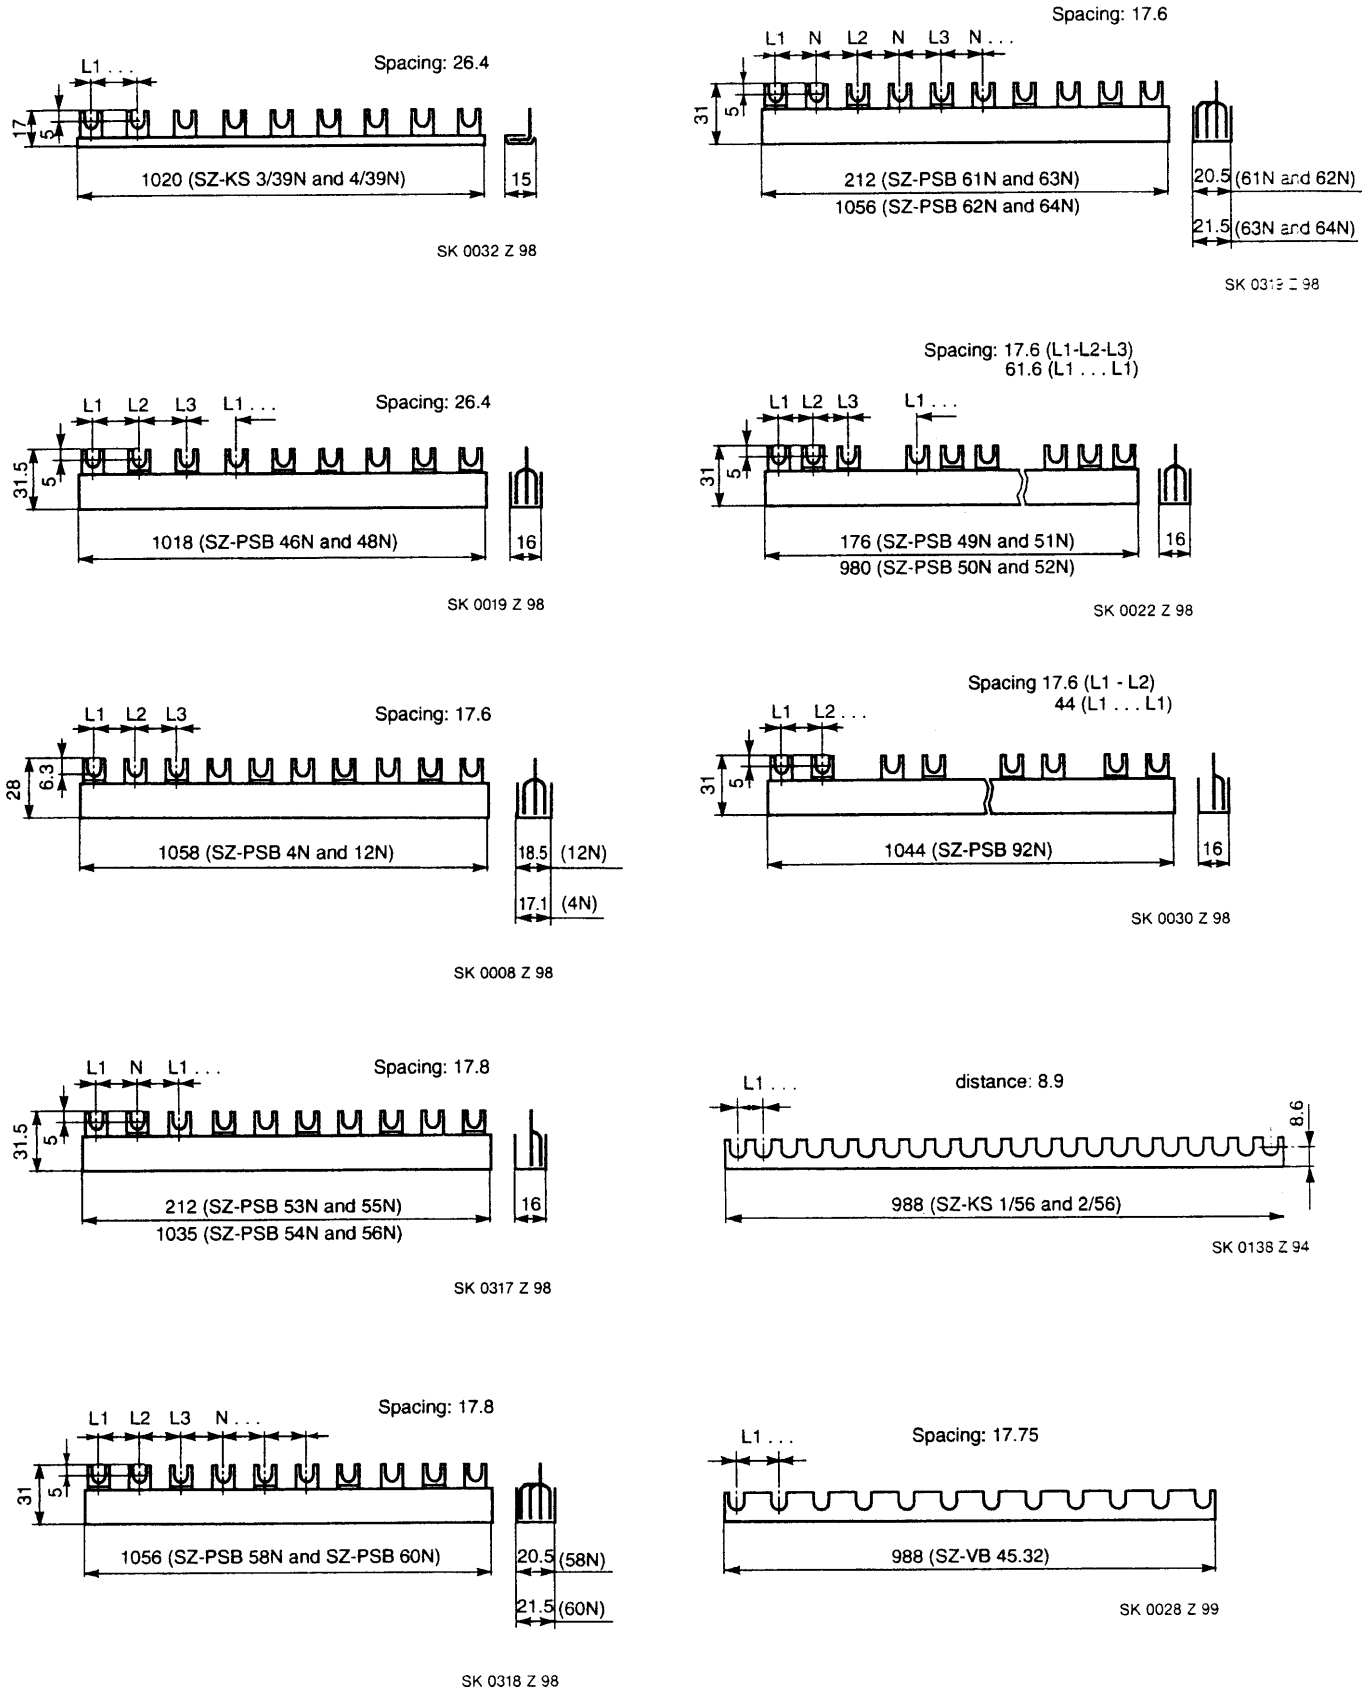 L1 . . .
Spacing: 26.4
17
5
1020 (SZ-KS 3/39N and 4/39N)
15
SK 0032 Z 98
Spacing: 17.6
L1 N L2 N L3 N . . .
31
5
212 (SZ-PSB 61N and 63N)
1056 (SZ-PSB 62N and 64N)
20.5 (61N and 62N)
21.5 (63N and 64N)
Z 98
L1 L2 L3 L1 . . .
Spacing: 26.4
31.5
5
1018 (SZ-PSB 46N and 48N)
16
SK 0019 Z 98
Spacing: 17.6 (L1-L2-L3)
61.6 (L1 . . . L1)
L1 L2 L3 L1 . . .
31
5
176 (SZ-PSB 49N and 51N)
980 (SZ-PSB 50N and 52N)
16
SK 0022 Z 98
L1 L2 L3
Spacing: 17.6
28
6.3
1058 (SZ-PSB 4N and 12N)
18.5 (12N)
17.1 (4N)
SK 0008 Z 98
Spacing 17.6 (L1 - L2)
44 (L1 . . . L1)
L1 L2 . . .
31
5
1044 (SZ-PSB 92N)
16
SK 0030 Z 98
L1 N L1 . . .
Spacing: 17.8
31.5
5
212 (SZ-PSB 53N and 55N)
1035 (SZ-PSB 54N and 56N)
16
SK 0317 Z 98
L1 . . .
distance: 8.9
8.6
988 (SZ-KS 1/56 and 2/56)
SK 0138 Z 94
L1 L2 L3 N . . .
Spacing: 17.8
31
5
1056 (SZ-PSB 58N and SZ-PSB 60N)
20.5 (58N)
21.5 (60N)
SK 0318 Z 98
L1 . . .
Spacing: 17.75
988 (SZ-VB 45.32)
SK 0028 Z 99